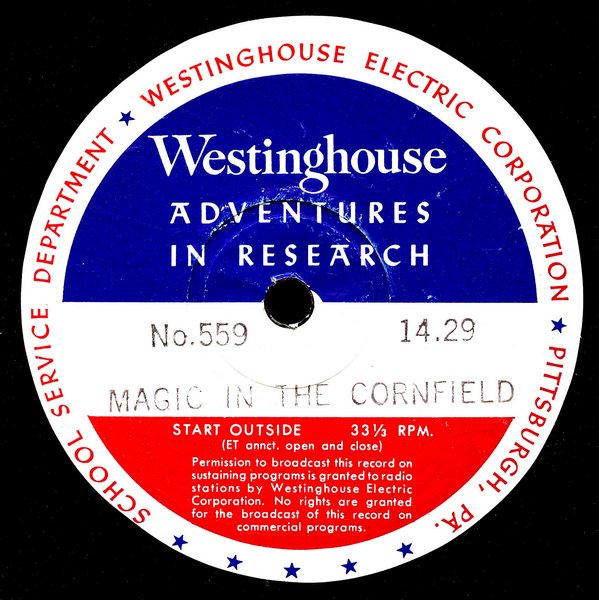 SCHOOL SERVICE DEPARTMENT ★ WESTINGHOUSE ELECTRIC CORPORATION ★ PITTSBURGH, PA.
Westinghouse
ADVENTURES
IN RESEARCH
No.559 14.29
MAGIC IN THE CORNFIELD
START OUTSIDE 33⅓ RPM.
(ET annct. open and close)
Permission to broadcast this record on
sustaining programs is granted to radio
stations by Westinghouse Electric
Corporation. No rights are granted
for the broadcast of this record on
commercial programs.